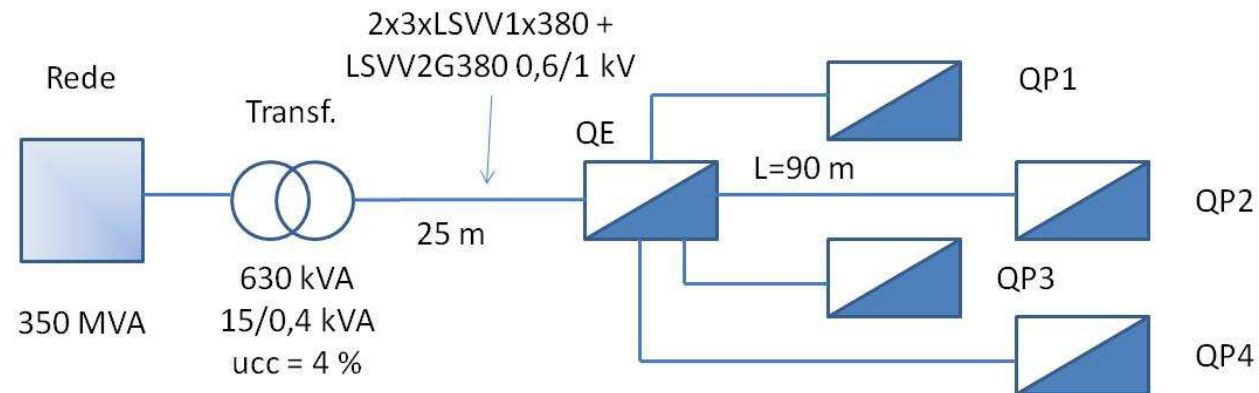 2x3xLSVV1x380 +
LSVV2G380 0,6/1 kV
Rede
Transf.
QE
QP1
L=90 m
QP2
25 m
QP3
630 kVA
350 MVA
15/0,4 kVA
ucc = 4 %
QP4